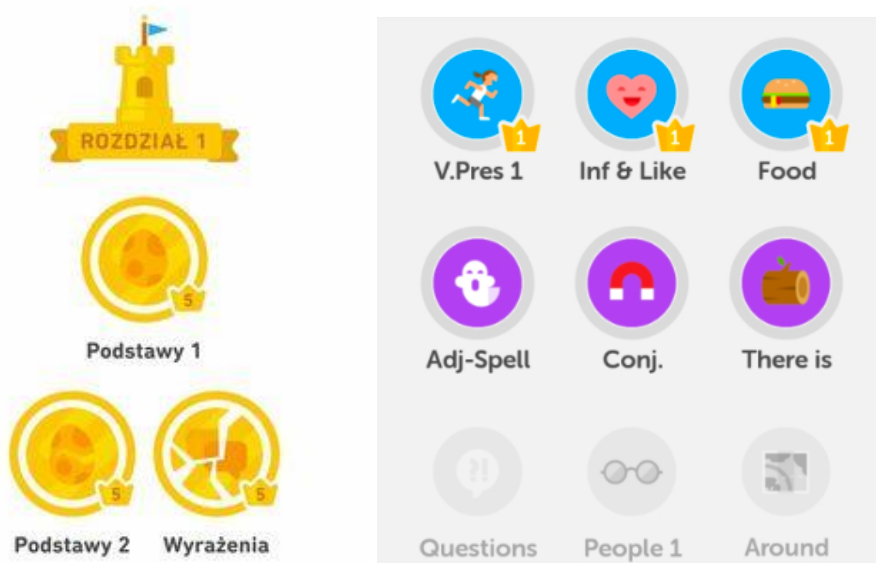 ROZDZIAŁ 1
5
Podstawy 1
5
5
Podstawy 2 Wyrażenia
1 1 1
V.Pres 1 Inf & Like Food
Adj-Spell Conj. There is
?!
Questions People 1 Around